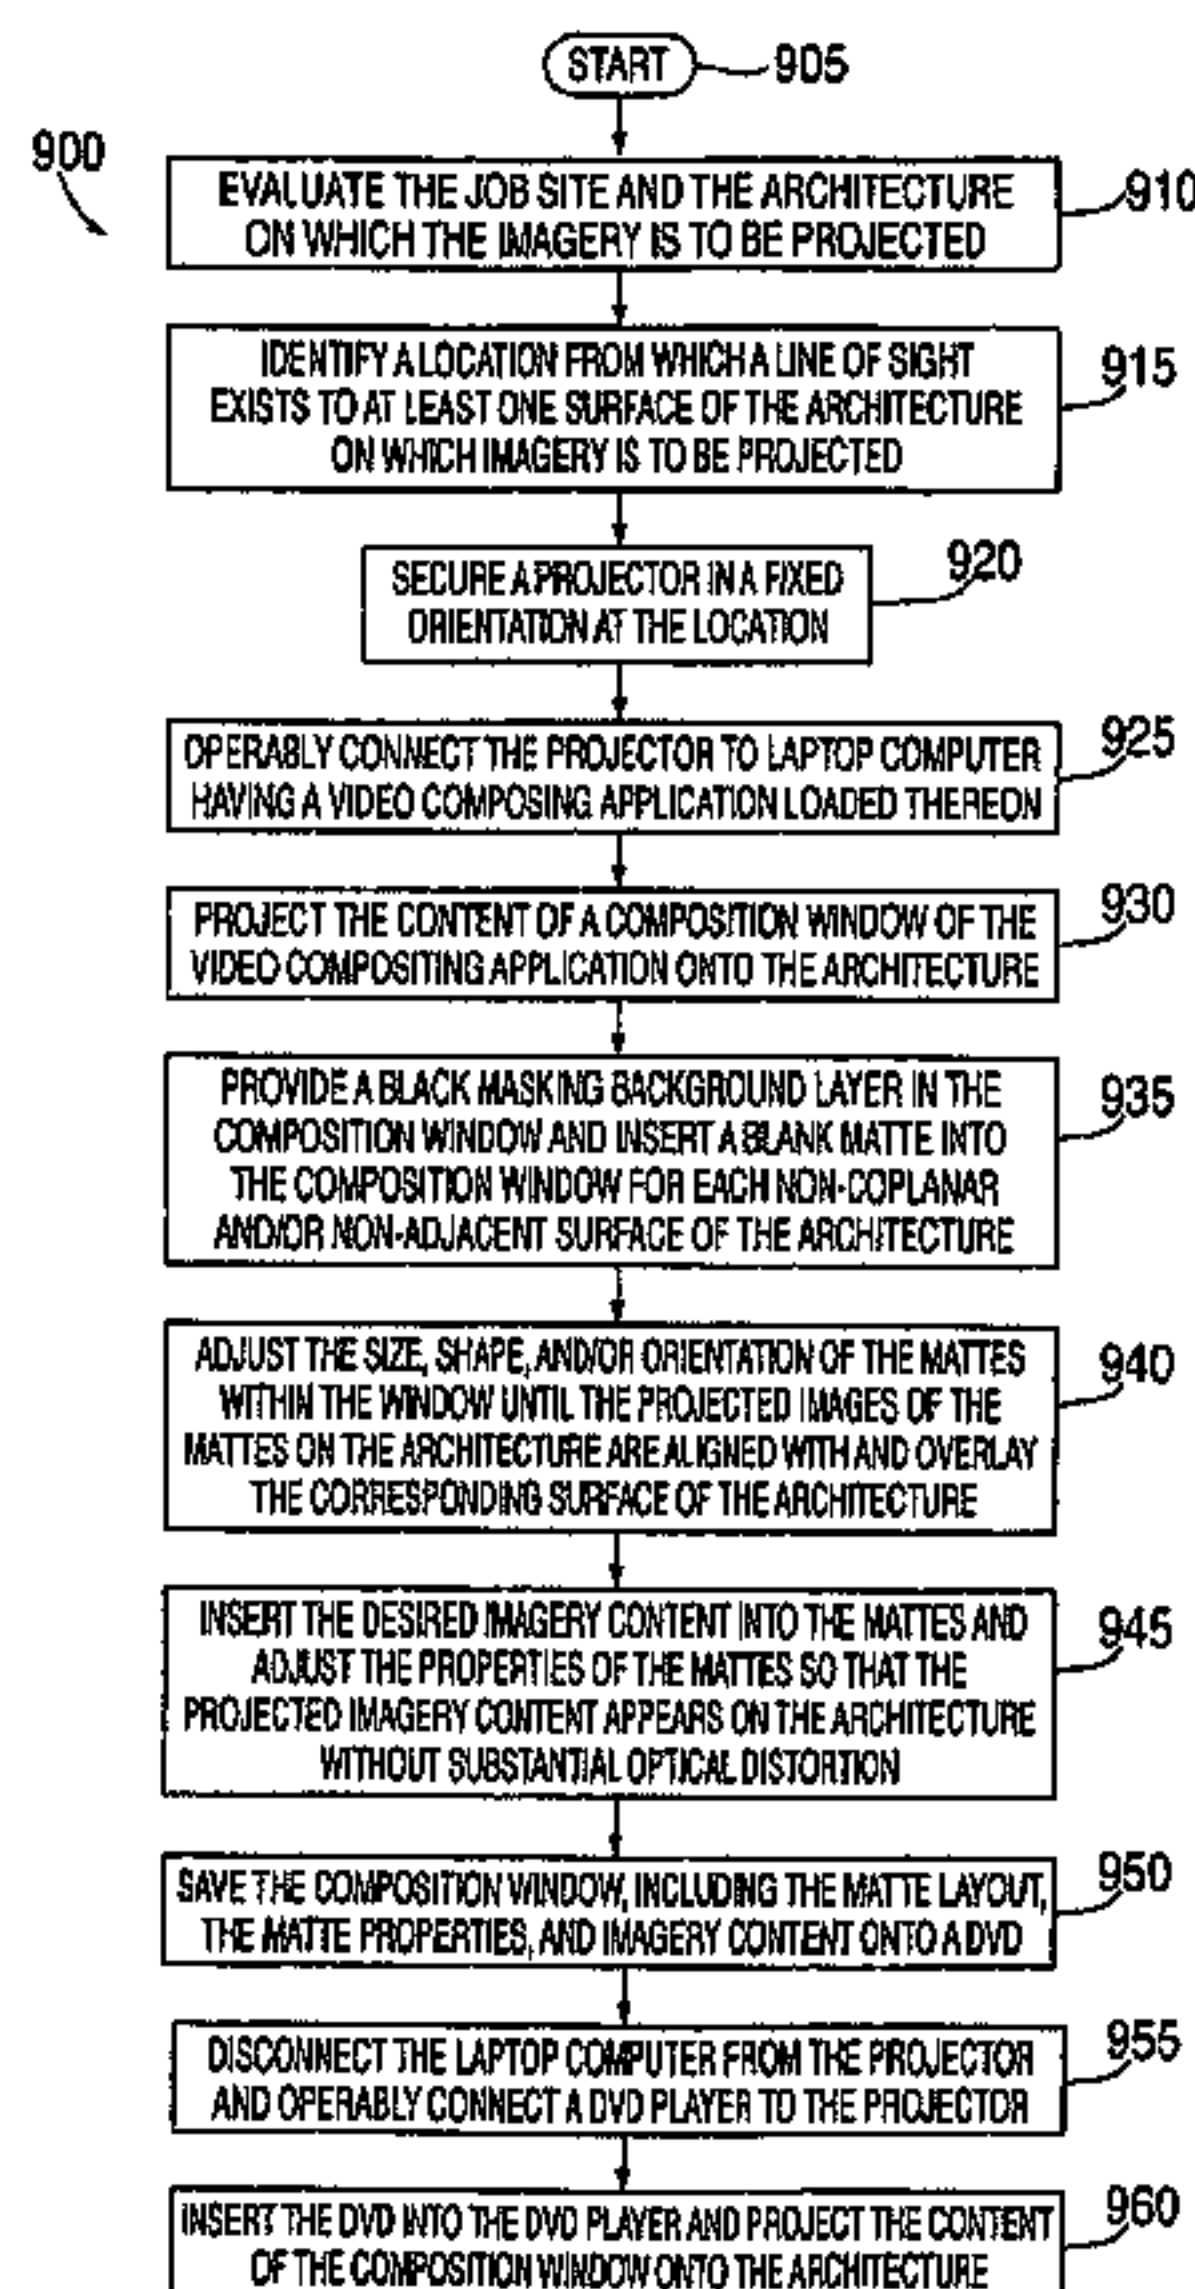 START
905
900
EVALUATE THE JOB SITE AND THE ARCHITECTURE
ON WHICH THE IMAGERY IS TO BE PROJECTED
910
IDENTIFY A LOCATION FROM WHICH A LINE OF SIGHT
EXISTS TO AT LEAST ONE SURFACE OF THE ARCHITECTURE
ON WHICH IMAGERY IS TO BE PROJECTED
915
SECURE A PROJECTOR IN A FIXED
ORIENTATION AT THE LOCATION
920
OPERABLY CONNECT THE PROJECTOR TO LAPTOP COMPUTER
HAVING A VIDEO COMPOSING APPLICATION LOADED THEREON
925
PROJECT THE CONTENT OF A COMPOSITION WINDOW OF THE
VIDEO COMPOSITING APPLICATION ONTO THE ARCHITECTURE
930
PROVIDE A BLACK MASKING BACKGROUND LAYER IN THE
COMPOSITION WINDOW AND INSERT A BLANK MATTE INTO
THE COMPOSITION WINDOW FOR EACH NON-COPLANAR
AND/OR NON-ADJACENT SURFACE OF THE ARCHITECTURE
935
ADJUST THE SIZE, SHAPE, AND/OR ORIENTATION OF THE MATTES
WITHIN THE WINDOW UNTIL THE PROJECTED IMAGES OF THE
MATTES ON THE ARCHITECTURE ARE ALIGNED WITH AND OVERLAY
THE CORRESPONDING SURFACE OF THE ARCHITECTURE
940
INSERT THE DESIRED IMAGERY CONTENT INTO THE MATTES AND
ADJUST THE PROPERTIES OF THE MATTES SO THAT THE
PROJECTED IMAGERY CONTENT APPEARS ON THE ARCHITECTURE
WITHOUT SUBSTANTIAL OPTICAL DISTORTION
945
SAVE THE COMPOSITION WINDOW, INCLUDING THE MATTE LAYOUT,
THE MATTE PROPERTIES, AND IMAGERY CONTENT ONTO A DVD
950
DISCONNECT THE LAPTOP COMPUTER FROM THE PROJECTOR
AND OPERABLY CONNECT A DVD PLAYER TO THE PROJECTOR
955
INSERT THE DVD INTO THE DVD PLAYER AND PROJECT THE CONTENT
OF THE COMPOSITION WINDOW ONTO THE ARCHITECTURE
960